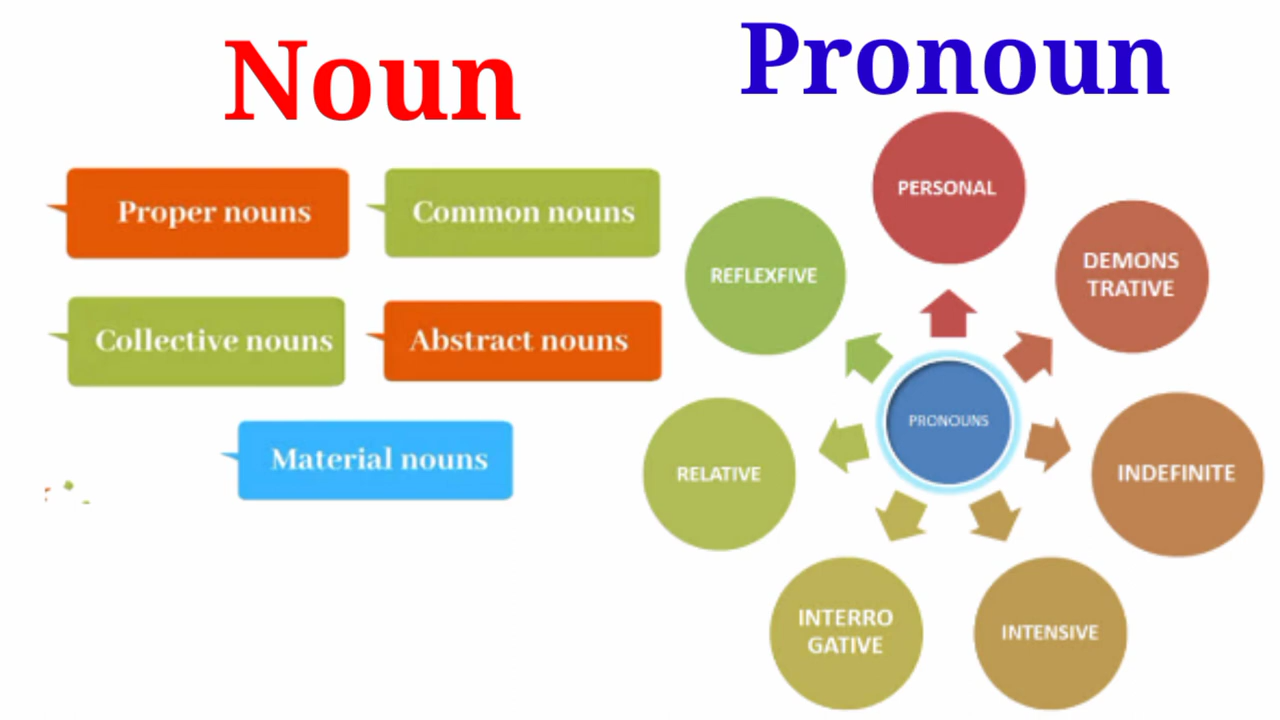 Noun
Proper nouns
Common nouns
Collective nouns
Abstract nouns
Material nouns
Pronoun
PERSONAL
DEMONS
TRATIVE
INDEFINITE
INTENSIVE
INTERRO
GATIVE
RELATIVE
REFLEXFIVE
PRONOUNS